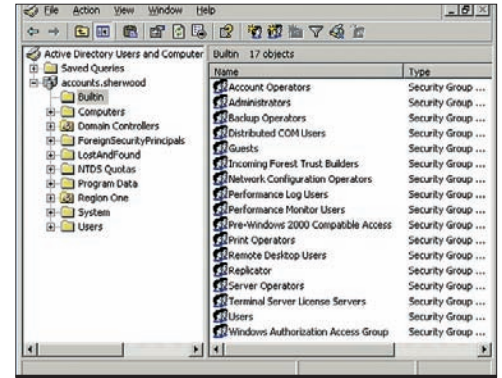 File Action View Window Help
Active Directory Users and Computer
Saved Queries
accounts.sherwood
Builtin
Computers
Domain Controllers
ForeignSecurityPrincipals
LostAndFound
NTDS Quotas
Program Data
Region One
System
Users
Builtin 17 objects
Name Type
Account Operators Security Group ...
Administrators Security Group ...
Backup Operators Security Group ...
Distributed COM Users Security Group ...
Guests Security Group ...
Incoming Forest Trust Builders Security Group ...
Network Configuration Operators Security Group ...
Performance Log Users Security Group ...
Performance Monitor Users Security Group ...
Pre-Windows 2000 Compatible Access Security Group ...
Print Operators Security Group ...
Remote Desktop Users Security Group ...
Replicator Security Group ...
Server Operators Security Group ...
Terminal Server License Servers Security Group ...
Users Security Group ...
Windows Authorization Access Group Security Group ...